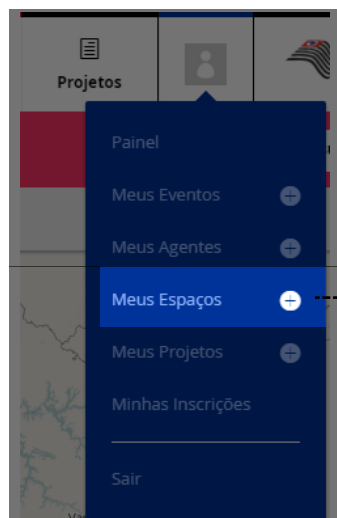 Projetos
Painel
Meus Eventos
Meus Agentes
Meus Espaços
Meus Projetos
Minhas Inscrições
Sair